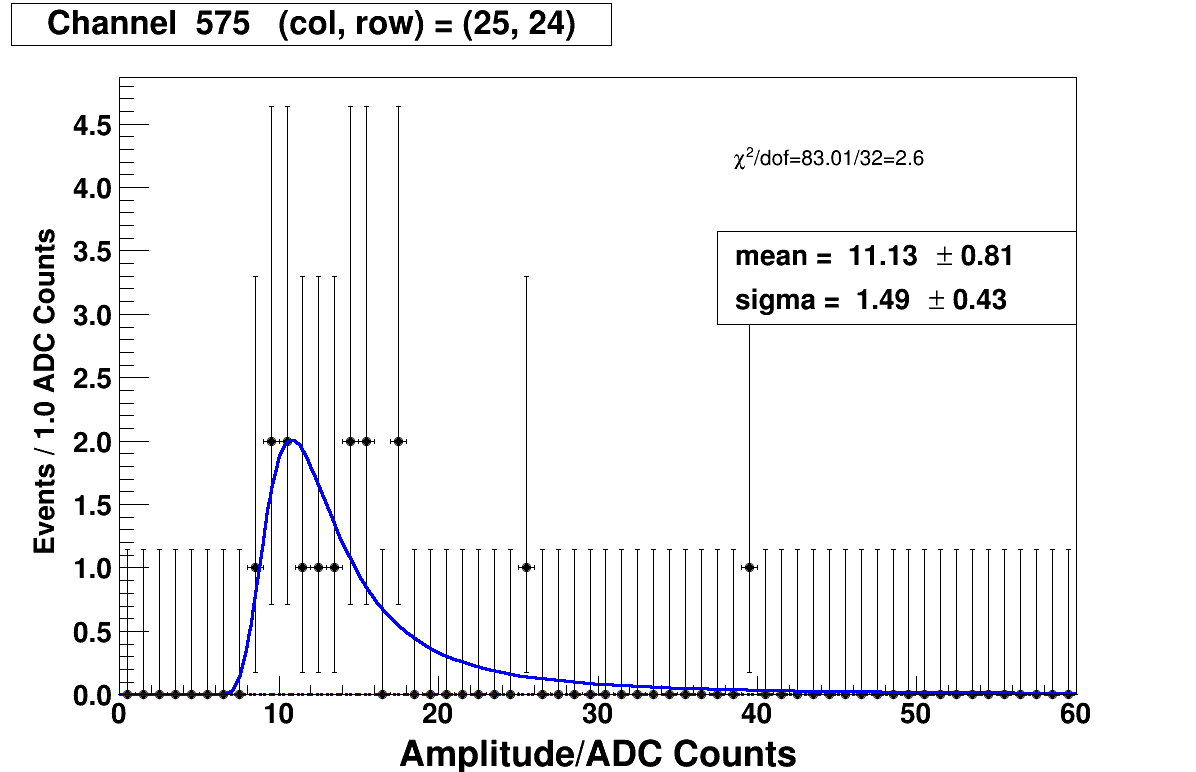 Channel 575 (col, row) = (25, 24)
Events / 1.0 ADC Counts
4.5
4.0
3.5
3.0
2.5
2.0
1.5
1.0
0.5
0.0
χ²/dof=83.01/32=2.6
mean = 11.13 ± 0.81
sigma = 1.49 ± 0.43
0 10 20 30 40 50 60
Amplitude/ADC Counts